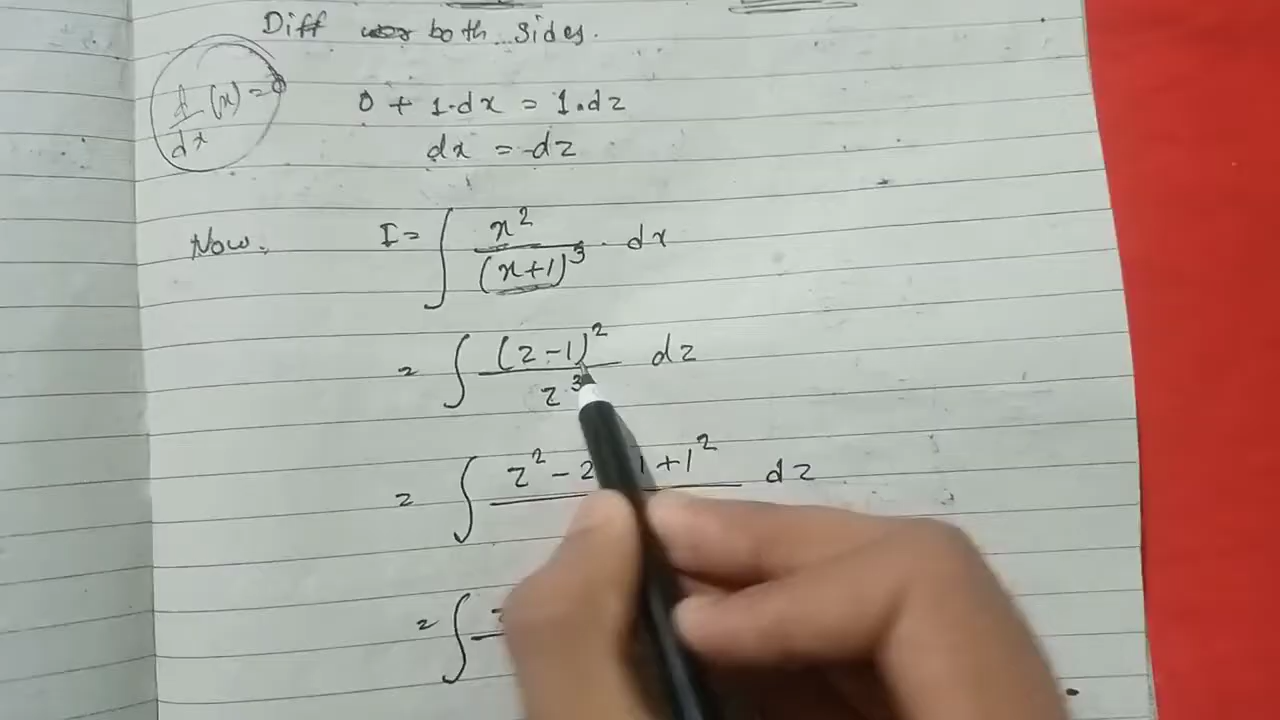 Diff both sides.
d/dx (x) = 0
0 + 1·dx = 1·dz
dx = dz
Now, I = ∫ x²/(x+1)³ · dx
= ∫ (z-1)²/z³ dz
= ∫ z² - 2 1 + 1² dz
= ∫